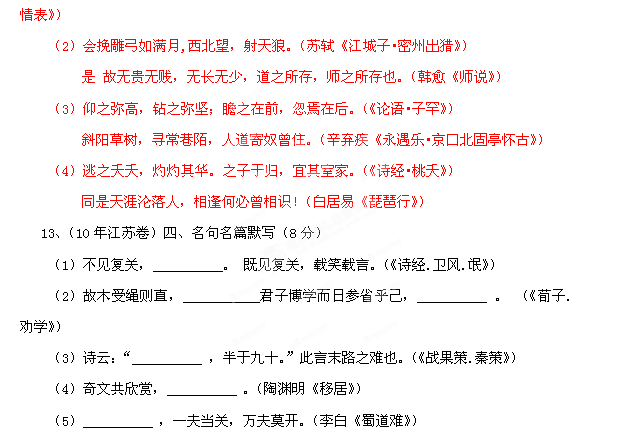 情表》）
（2）会挽雕弓如满月,西北望，射天狼。（苏轼《江城子·密州出猎》）
是 故无贵无贱，无长无少，道之所存，师之所存也。（韩愈《师说》）
（3）仰之弥高，钻之弥坚；瞻之在前，忽焉在后。（《论语·子罕》）
斜阳草树，寻常巷陌，人道寄奴曾住。（辛弃疾《永遇乐·京口北固亭怀古》）
（4）逃之夭夭，灼灼其华。之子于归，宜其室家。（《诗经·桃夭》）
同是天涯沦落人，相逢何必曾相识！（白居易《琵琶行》）
13、（10年江苏卷）四、名句名篇默写（8分）
（1）不见复关，__________。 既见复关，载笑载言。（《诗经.卫风.氓》）
（2）故木受绳则直，___________君子博学而日参省乎己，__________ 。 （《荀子.
劝学》）
（3）诗云：“__________ ，半于九十。”此言末路之难也。（《战果策.秦策》）
（4）奇文共欣赏，__________ 。（陶渊明《移居》）
（5）__________ ，一夫当关，万夫莫开。（李白《蜀道难》）